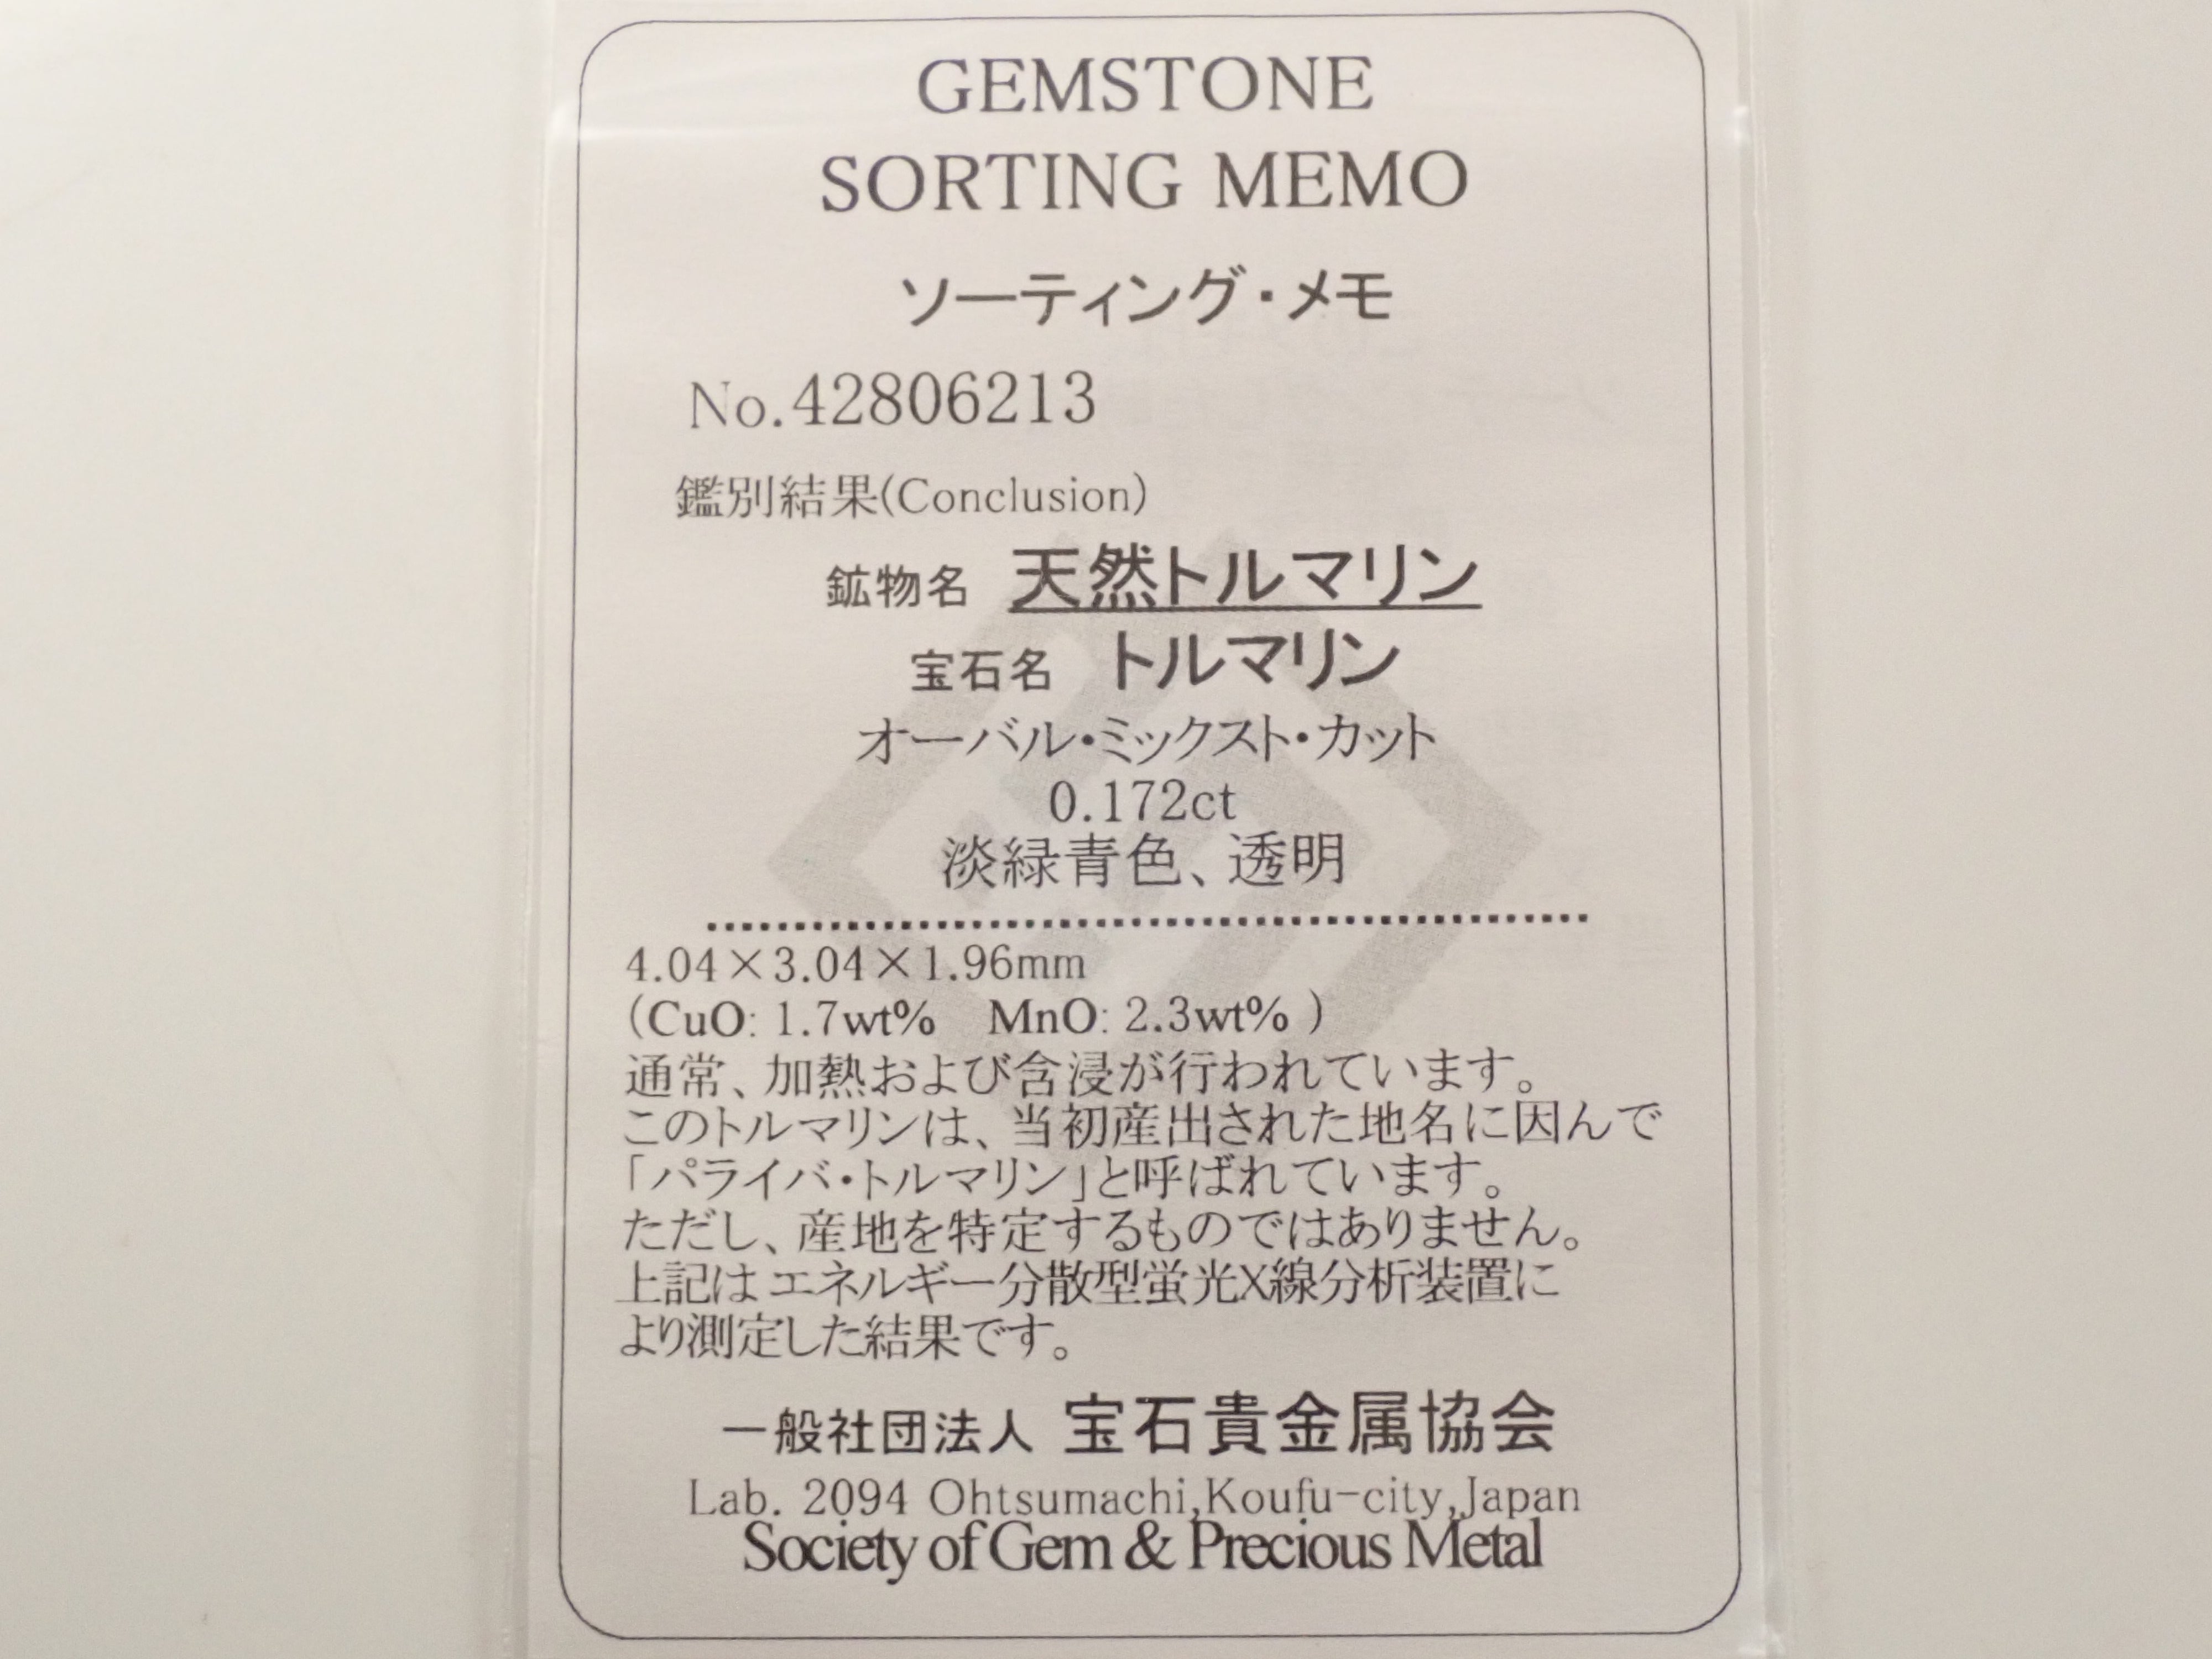 GEMSTONE
SORTING MEMO
ソーティング・メモ
No.42806213
鑑別結果(Conclusion)
鉱物名 天然トルマリン
宝石名 トルマリン
オーバル・ミックスト・カット
0.172ct
淡緑青色、透明
4.04×3.04×1.96mm
(CuO: 1.7wt% MnO: 2.3wt% )
通常、加熱および含浸が行われています。
このトルマリンは、当初産出された地名に因んで
「パライバ・トルマリン」と呼ばれています。
ただし、産地を特定するものではありません。
上記はエネルギー分散型蛍光X線分析装置に
より測定した結果です。
一般社団法人 宝石貴金属協会
Lab. 2094 Ohtsumachi,Koufu-city,Japan
Society of Gem & Precious Metal